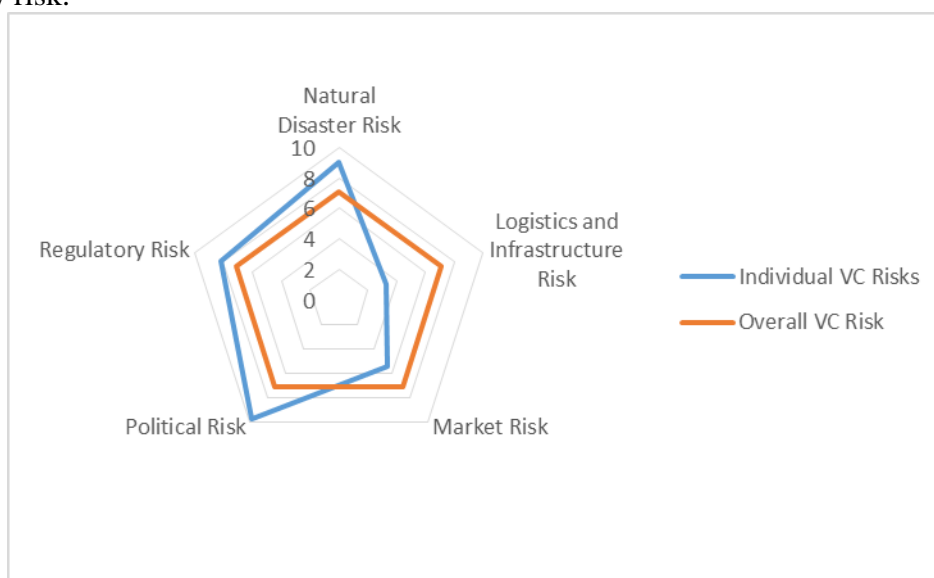 risk.
Natural
Disaster Risk
10
8
6
4
2
0
Logistics and
Infrastructure
Risk
Regulatory Risk
Individual VC Risks
Overall VC Risk
Political Risk
Market Risk